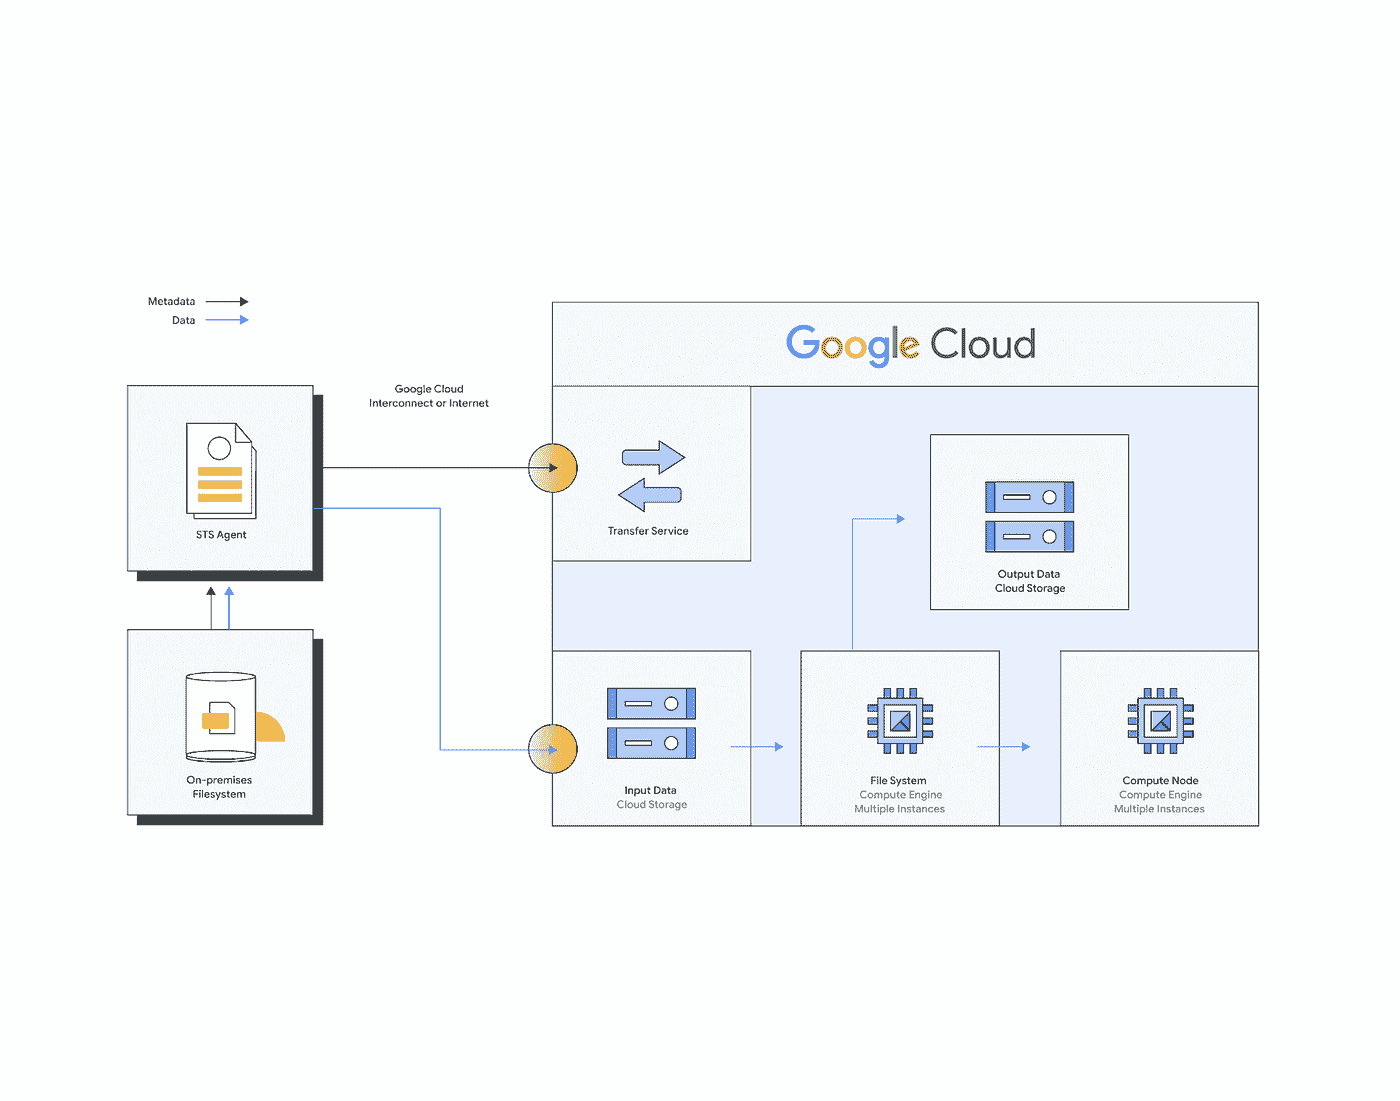 Metadata
Data
Google Cloud
Interconnect or Internet
Google Cloud
STS Agent
Transfer Service
Output Data
Cloud Storage
On-premises
Filesystem
Input Data
Cloud Storage
File System
Compute Engine
Multiple Instances
Compute Node
Compute Engine
Multiple Instances